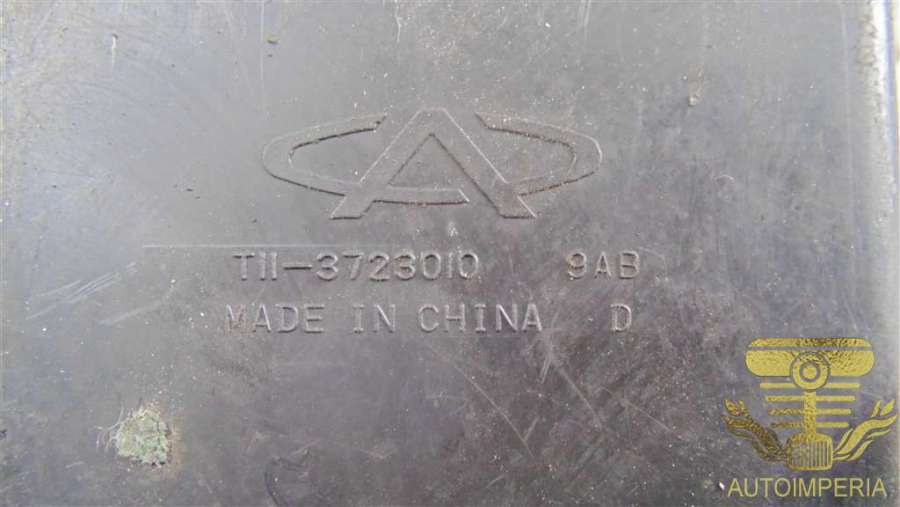 T11-3723010 9AB
MADE IN CHINA D
AUTOIMPERIA